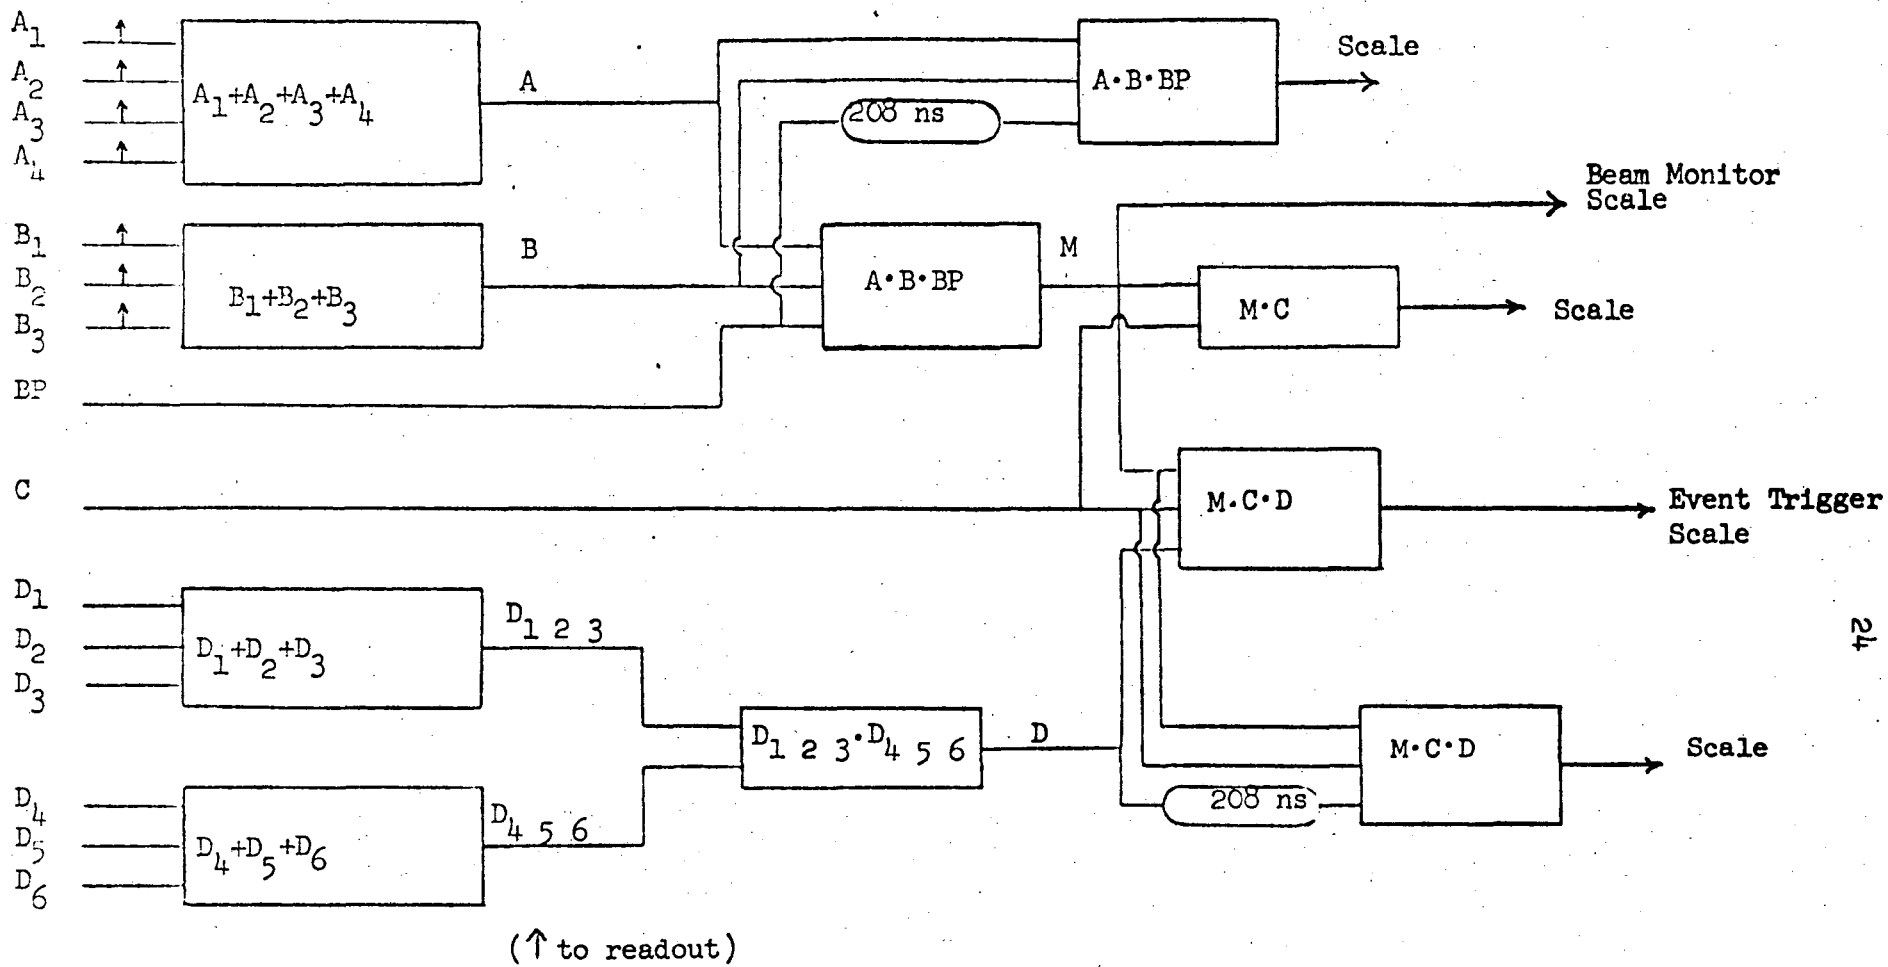 A1
A2
A3
A4
A1+A2+A3+A4
A
B1
B2
B3
B1+B2+B3
B
BP
C
D1
D2
D3
D1+D2+D3
D1 2 3
D4
D5
D6
D4+D5+D6
D4 5 6
D1 2 3·D4 5 6
D
208 ns
A·B·BP
Scale
A·B·BP
M
Beam Monitor
Scale
M·C
Scale
M·C·D
Event Trigger
Scale
208 ns
M·C·D
Scale
(↑ to readout)
24